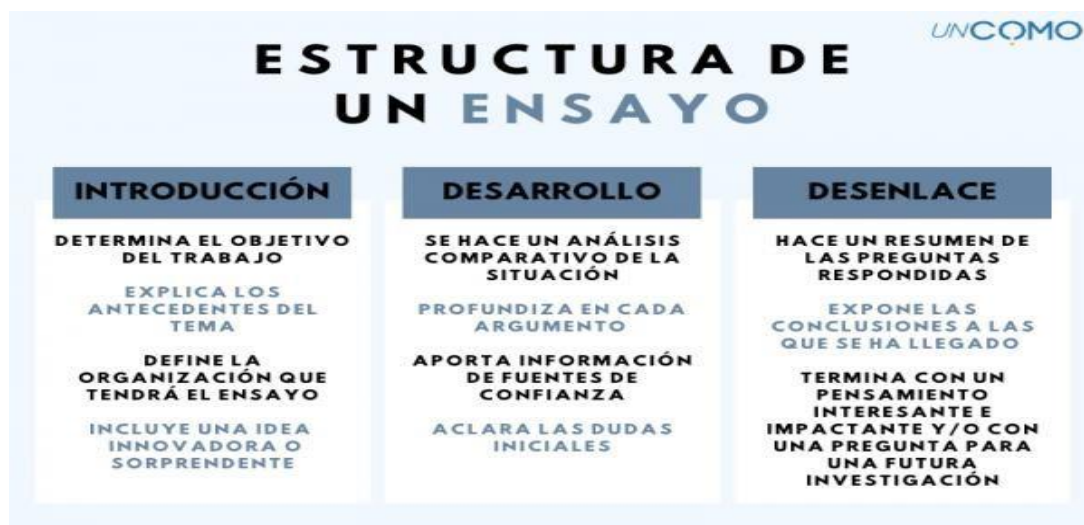 UNCOMO
ESTRUCTURA DE
UN ENSAYO
INTRODUCCIÓN
DETERMINA EL OBJETIVO
DEL TRABAJO
EXPLICA LOS
ANTECEDENTES DEL
TEMA
DEFINE LA
ORGANIZACIÓN QUE
TENDRÁ EL ENSAYO
INCLUYE UNA IDEA
INNOVADORA O
SORPRENDENTE
DESARROLLO
SE HACE UN ANÁLISIS
COMPARATIVO DE LA
SITUACIÓN
PROFUNDIZA EN CADA
ARGUMENTO
APORTA INFORMACIÓN
DE FUENTES DE
CONFIANZA
ACLARA LAS DUDAS
INICIALES
DESENLACE
HACE UN RESUMEN DE
LAS PREGUNTAS
RESPONDIDAS
EXPONE LAS
CONCLUSIONES A LAS
QUE SE HA LLEGADO
TERMINA CON UN
PENSAMIENTO
INTERESANTE E
IMPACTANTE Y/O CON
UNA PREGUNTA PARA
UNA FUTURA
INVESTIGACIÓN